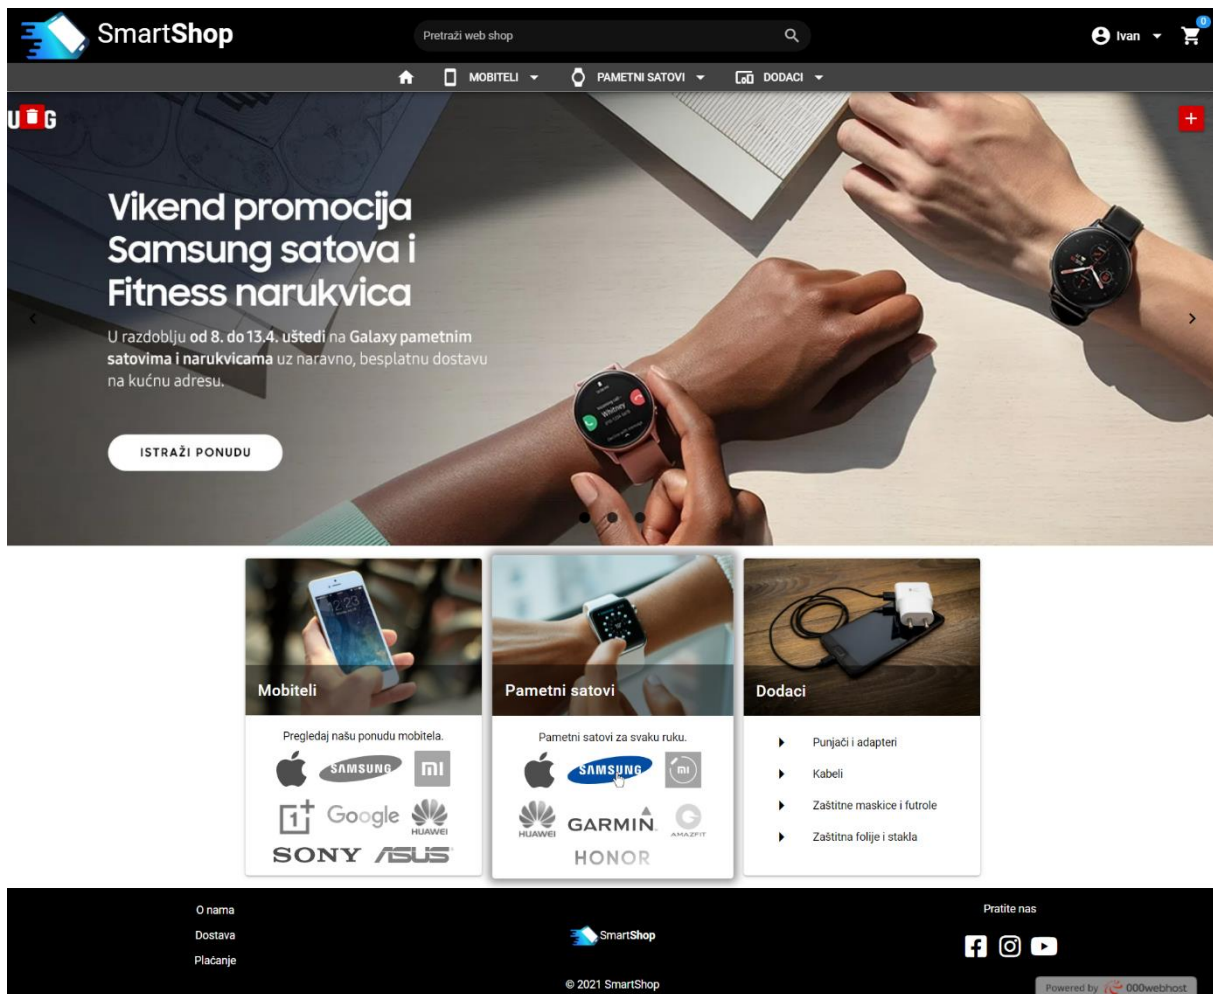 SmartShop
Pretraži web shop
Ivan
0
MOBITELI
PAMETNI SATOVI
DODACI
Vikend promocija
Samsung satova i
Fitness narukvica
U razdoblju od 8. do 13.4. uštedi na Galaxy pametnim
satovima i narukvicama uz naravno, besplatnu dostavu
na kućnu adresu.
ISTRAŽI PONUDU
Whitney
Mobiteli
Pregledaj našu ponudu mobitela.
SAMSUNG
MI
1+
Google
HUAWEI
SONY
ASUS
Pametni satovi
Pametni satovi za svaku ruku.
SAMSUNG
MI
HUAWEI
GARMIN
AMAZFIT
HONOR
Dodaci
Punjači i adapteri
Kabeli
Zaštitne maskice i futrole
Zaštitna folije i stakla
O nama
Dostava
Plaćanje
SmartShop
© 2021 SmartShop
Pratite nas
Powered by 000webhost